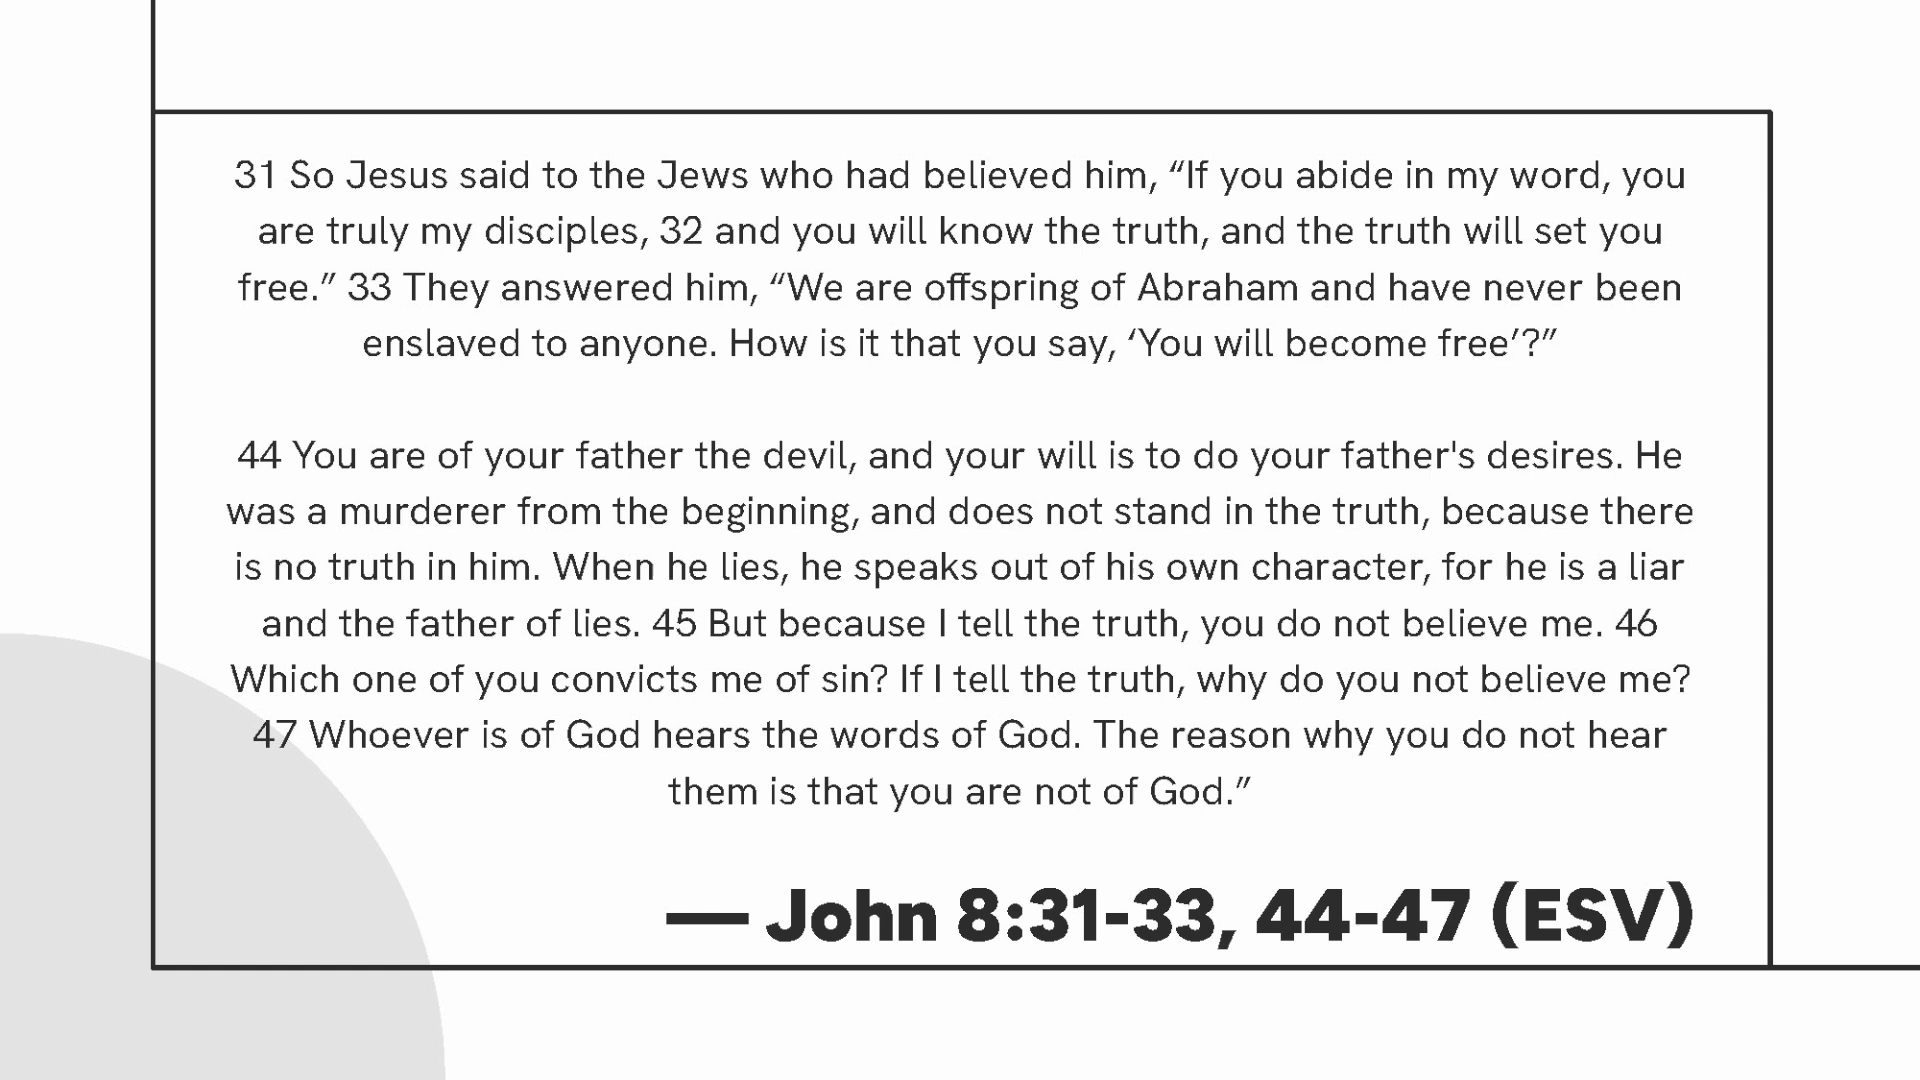 31 So Jesus said to the Jews who had believed him, “If you abide in my word, you
are truly my disciples, 32 and you will know the truth, and the truth will set you
free.” 33 They answered him, “We are offspring of Abraham and have never been
enslaved to anyone. How is it that you say, ‘You will become free’?”
44 You are of your father the devil, and your will is to do your father's desires. He
was a murderer from the beginning, and does not stand in the truth, because there
is no truth in him. When he lies, he speaks out of his own character, for he is a liar
and the father of lies. 45 But because I tell the truth, you do not believe me. 46
Which one of you convicts me of sin? If I tell the truth, why do you not believe me?
47 Whoever is of God hears the words of God. The reason why you do not hear
them is that you are not of God.”
— John 8:31-33, 44-47 (ESV)